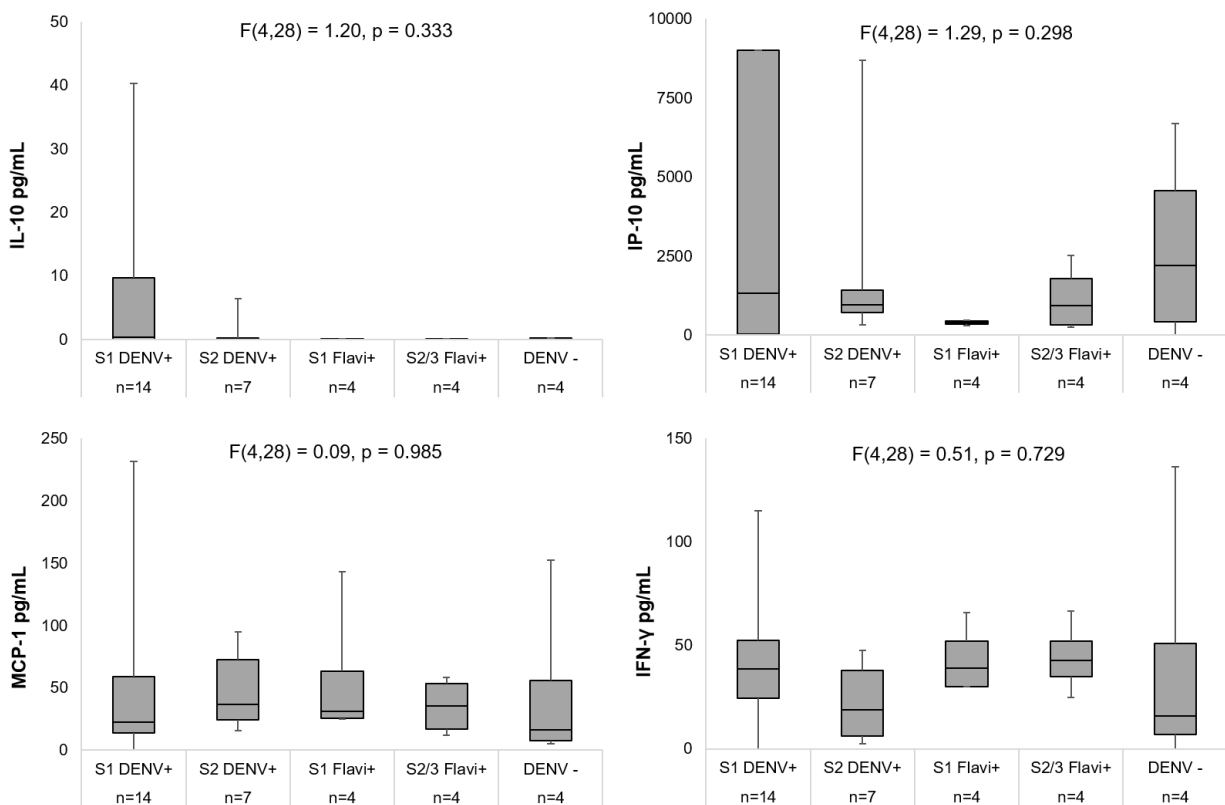 F(4,28) = 1.20, p = 0.333
IL-10 pg/mL
50
40
30
20
10
0
S1 DENV+ S2 DENV+ S1 Flavi+ S2/3 Flavi+ DENV -
n=14 n=7 n=4 n=4 n=4
F(4,28) = 1.29, p = 0.298
IP-10 pg/mL
10000
7500
5000
2500
0
S1 DENV+ S2 DENV+ S1 Flavi+ S2/3 Flavi+ DENV -
n=14 n=7 n=4 n=4 n=4
F(4,28) = 0.09, p = 0.985
MCP-1 pg/mL
250
200
150
100
50
0
S1 DENV+ S2 DENV+ S1 Flavi+ S2/3 Flavi+ DENV -
n=14 n=7 n=4 n=4 n=4
F(4,28) = 0.51, p = 0.729
IFN-γ pg/mL
150
100
50
0
S1 DENV+ S2 DENV+ S1 Flavi+ S2/3 Flavi+ DENV -
n=14 n=7 n=4 n=4 n=4